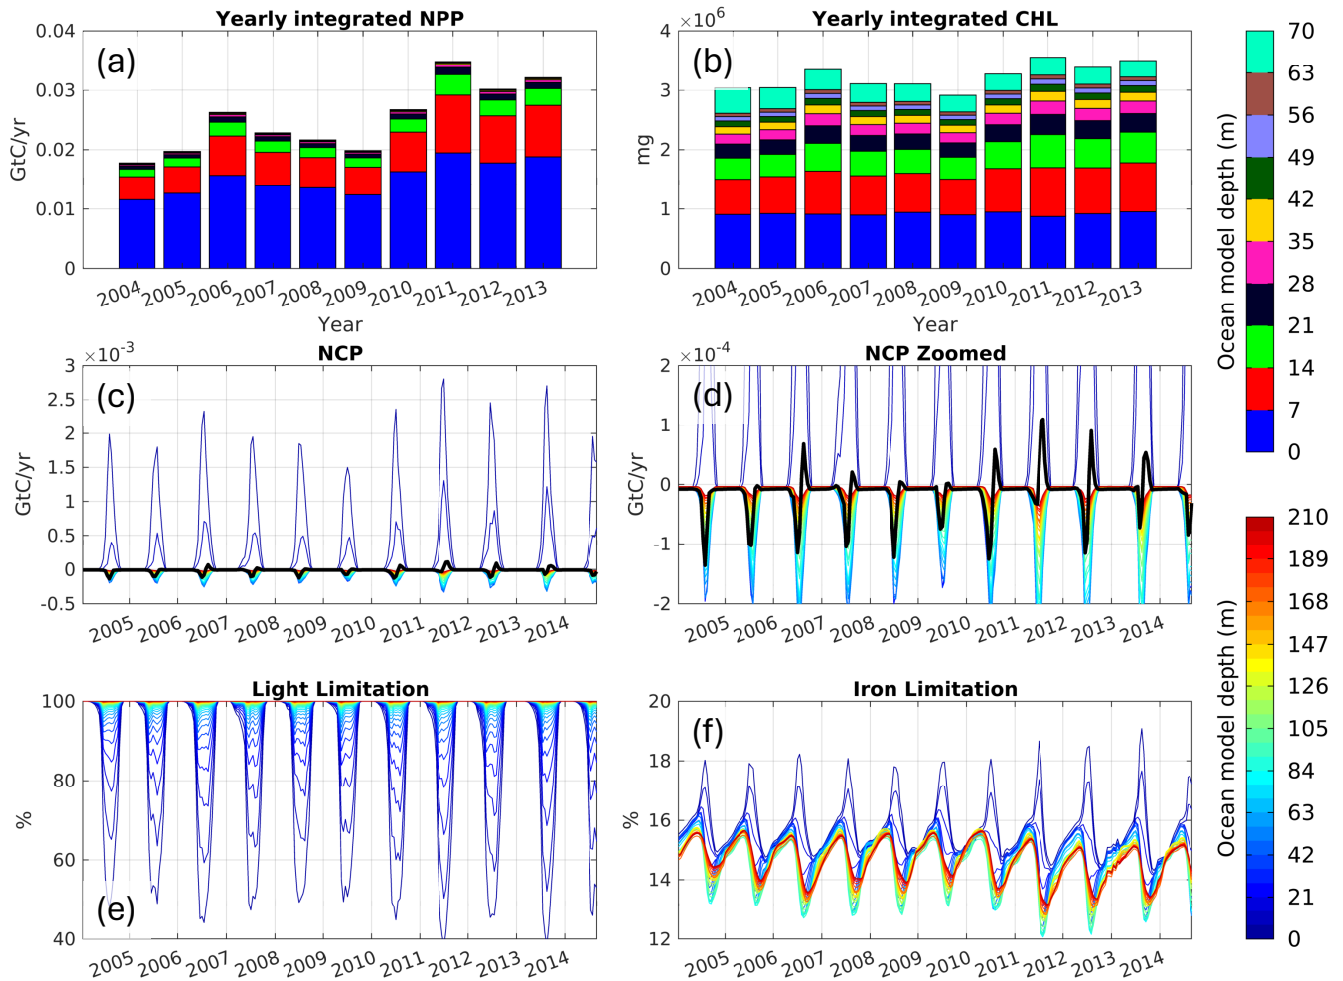 Yearly integrated NPP
(a)
GtC/yr
0.04
0.03
0.02
0.01
0
2004 2005 2006 2007 2008 2009 2010 2011 2012 2013
Year
Yearly integrated CHL
(b)
×10⁶
mg
4
3
2
1
0
2004 2005 2006 2007 2008 2009 2010 2011 2012 2013
Year
Ocean model depth (m)
70
63
56
49
42
35
28
21
14
7
0
NCP
(c)
×10⁻³
GtC/yr
3
2.5
2
1.5
1
0.5
0
-0.5
2005 2006 2007 2008 2009 2010 2011 2012 2013 2014
NCP Zoomed
(d)
×10⁻⁴
GtC/yr
2
1
0
-1
-2
2005 2006 2007 2008 2009 2010 2011 2012 2013 2014
Light Limitation
(e)
%
100
80
60
40
2005 2006 2007 2008 2009 2010 2011 2012 2013 2014
Iron Limitation
(f)
%
20
18
16
14
12
2005 2006 2007 2008 2009 2010 2011 2012 2013 2014
Ocean model depth (m)
210
189
168
147
126
105
84
63
42
21
0